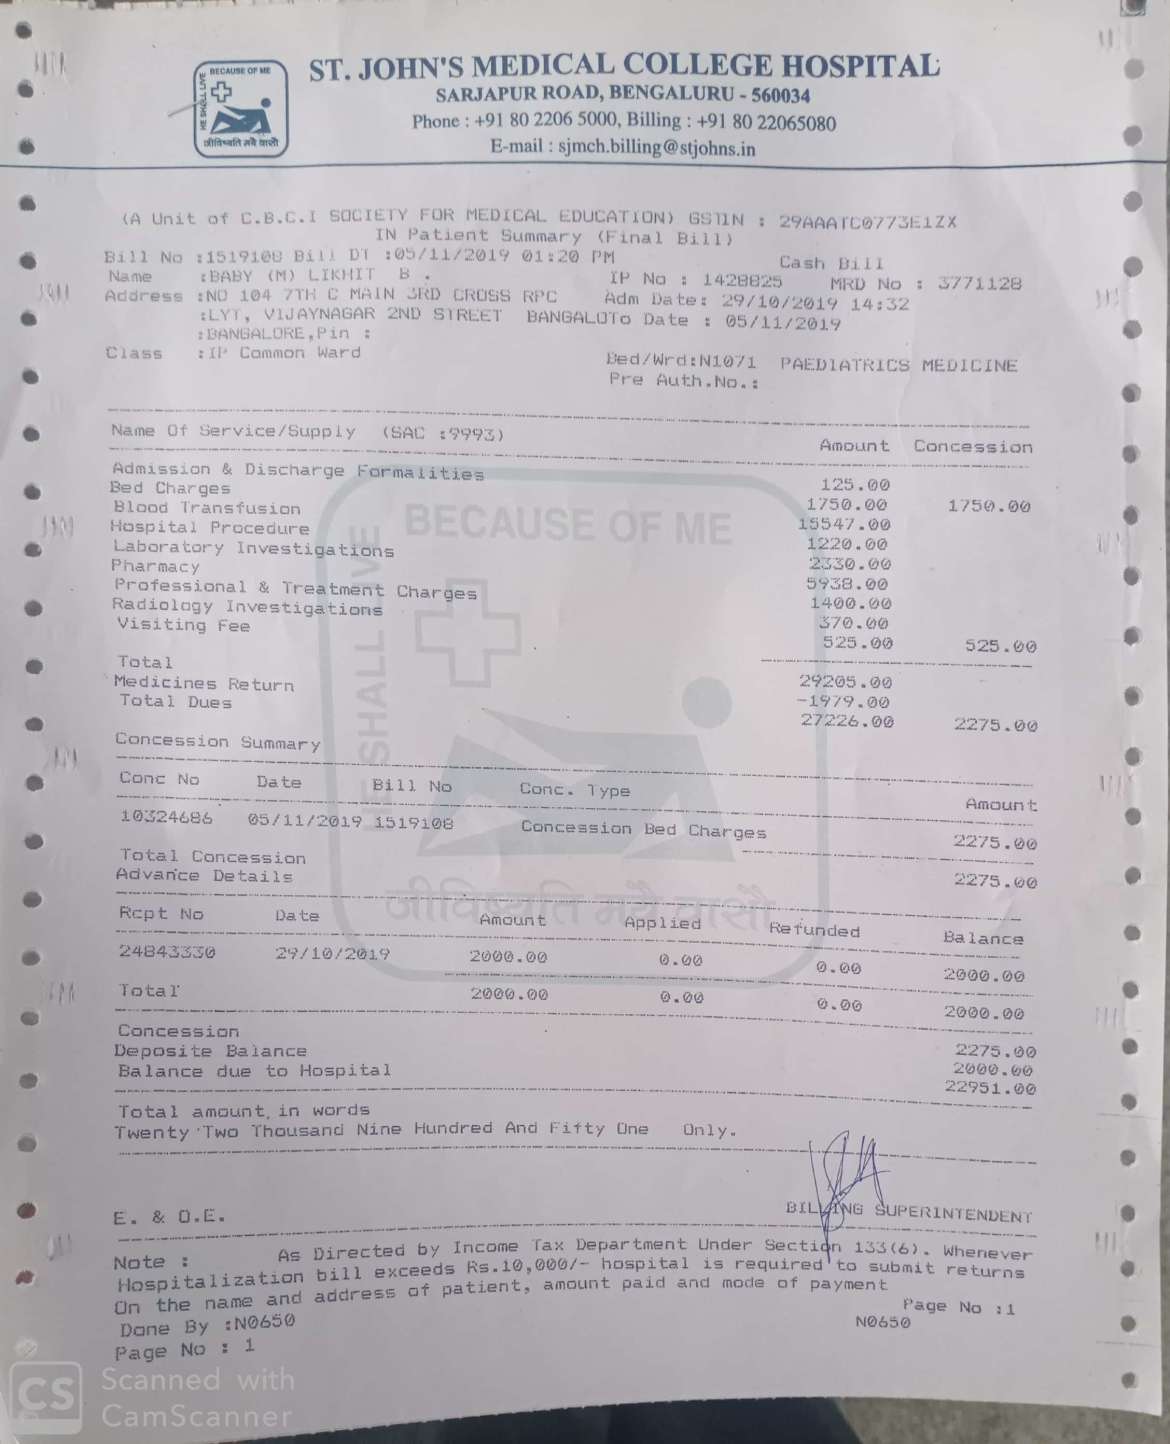 BECAUSE OF ME
HE SHALL LIVE
जीविष्यति मयै वासौ
ST. JOHN'S MEDICAL COLLEGE HOSPITAL
SARJAPUR ROAD, BENGALURU - 560034
Phone : +91 80 2206 5000, Billing : +91 80 22065080
E-mail : sjmch.billing@stjohns.in
(A Unit of C.B.C.I SOCIETY FOR MEDICAL EDUCATION) GSTIN : 29AAATC0773E1ZX
IN Patient Summary (Final Bill)
Bill No :1519108 Bill DT :05/11/2019 01:20 PM Cash Bill
Name :BABY (M) LIKHIT B . IP No : 1428825 MRD No : 3771128
Address :NO 104 7TH C MAIN 3RD CROSS RPC Adm Date: 29/10/2019 14:32
:LYT, VIJAYNAGAR 2ND STREET BANGALOTo Date : 05/11/2019
:BANGALORE,Pin :
Class :IP Common Ward Bed/Wrd:N1071 PAEDIATRICS MEDICINE
Pre Auth.No.:
Name Of Service/Supply (SAC :9993) Amount Concession
Admission & Discharge Formalities 125.00
Bed Charges 1750.00 1750.00
Blood Transfusion 15547.00
Hospital Procedure 1220.00
Laboratory Investigations 2330.00
Pharmacy 5938.00
Professional & Treatment Charges 1400.00
Radiology Investigations 370.00
Visiting Fee 525.00 525.00
Total 29205.00
Medicines Return -1979.00
Total Dues 27226.00 2275.00
Concession Summary
Conc No Date Bill No Conc. Type Amount
10324686 05/11/2019 1519108 Concession Bed Charges 2275.00
Total Concession 2275.00
Advance Details
Rcpt No Date Amount Applied Refunded Balance
24843330 29/10/2019 2000.00 0.00 0.00 2000.00
Total 2000.00 0.00 0.00 2000.00
Concession 2275.00
Deposite Balance 2000.00
Balance due to Hospital 22951.00
Total amount in words
Twenty Two Thousand Nine Hundred And Fifty One Only.
BILLING SUPERINTENDENT
E. & O.E.
Note : As Directed by Income Tax Department Under Section 133(6). Whenever
Hospitalization bill exceeds Rs.10,000/- hospital is required to submit returns
On the name and address of patient, amount paid and mode of payment
Page No :1
Done By :N0650 N0650
Page No : 1
BECAUSE OF ME
HE SHALL LIVE
जीविष्यति मयै वासौ
CS
Scanned with
CamScanner